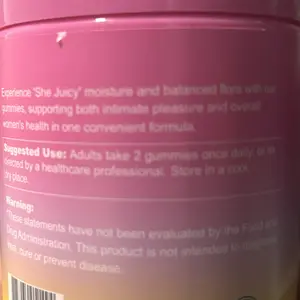 Experience "She Juicy" moisture and balanced flora with our
gummies, supporting both intimate pleasure and overall
women's health in one convenient formula.
Suggested Use: Adults take 2 gummies once daily, or as
directed by a healthcare professional. Store in a cool,
dry place.
Warning:
These statements have not been evaluated by the Food and
Drug Administration. This product is not intended to diagnose,
treat, cure or prevent disease.